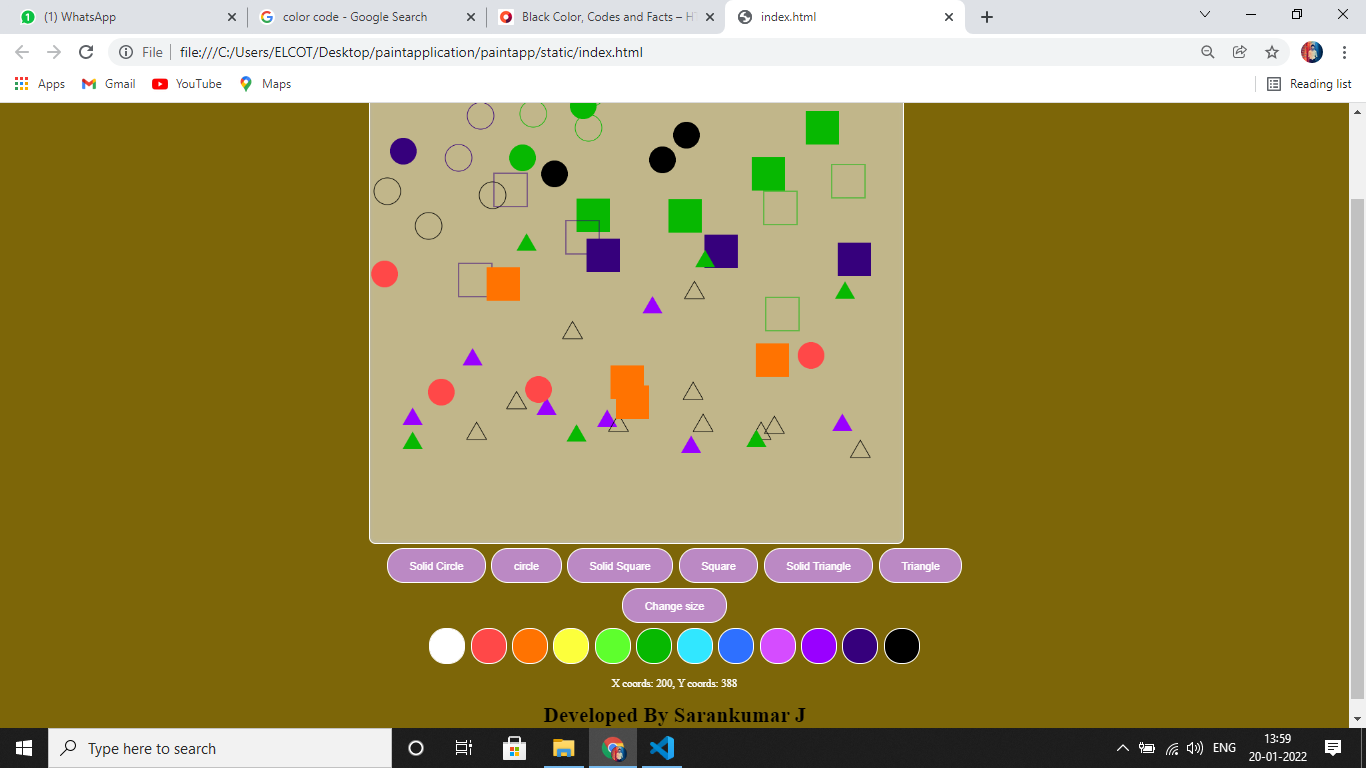 (1) WhatsApp
color code - Google Search
Black Color, Codes and Facts – H
index.html
File
file:///C:/Users/ELCOT/Desktop/paintapplication/paintapp/static/index.html
Apps Gmail YouTube Maps Reading list
Solid Circle circle Solid Square Square Solid Triangle Triangle
Change size
X coords: 200, Y coords: 388
Developed By Sarankumar J
Type here to search
ENG
13:59
20-01-2022